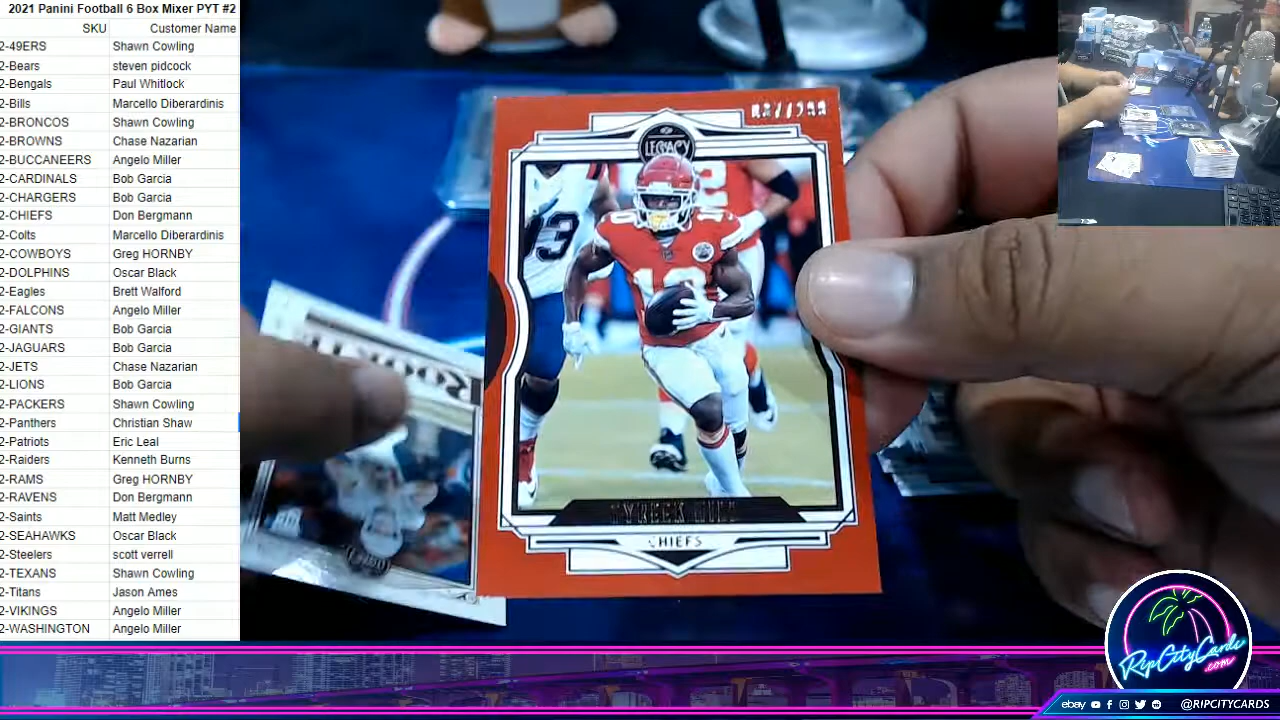 2021 Panini Football 6 Box Mixer PYT #2
SKU Customer Name
2-49ERS Shawn Cowling
2-Bears steven pidcock
2-Bengals Paul Whitlock
2-Bills Marcello Diberardinis
2-BRONCOS Shawn Cowling
2-BROWNS Chase Nazarian
2-BUCCANEERS Angelo Miller
2-CARDINALS Bob Garcia
2-CHARGERS Bob Garcia
2-CHIEFS Don Bergmann
2-Colts Marcello Diberardinis
2-COWBOYS Greg HORNBY
2-DOLPHINS Oscar Black
2-Eagles Brett Walford
2-FALCONS Angelo Miller
2-GIANTS Bob Garcia
2-JAGUARS Bob Garcia
2-JETS Chase Nazarian
2-LIONS Bob Garcia
2-PACKERS Shawn Cowling
2-Panthers Christian Shaw
2-Patriots Eric Leal
2-Raiders Kenneth Burns
2-RAMS Greg HORNBY
2-RAVENS Don Bergmann
2-Saints Matt Medley
2-SEAHAWKS Oscar Black
2-Steelers scott verrell
2-TEXANS Shawn Cowling
2-Titans Jason Ames
2-VIKINGS Angelo Miller
2-WASHINGTON Angelo Miller
LEGACY
10
10
TYREEK HILL
CHIEFS
RipCityCards
.com
ebay @RIPCITYCARDS